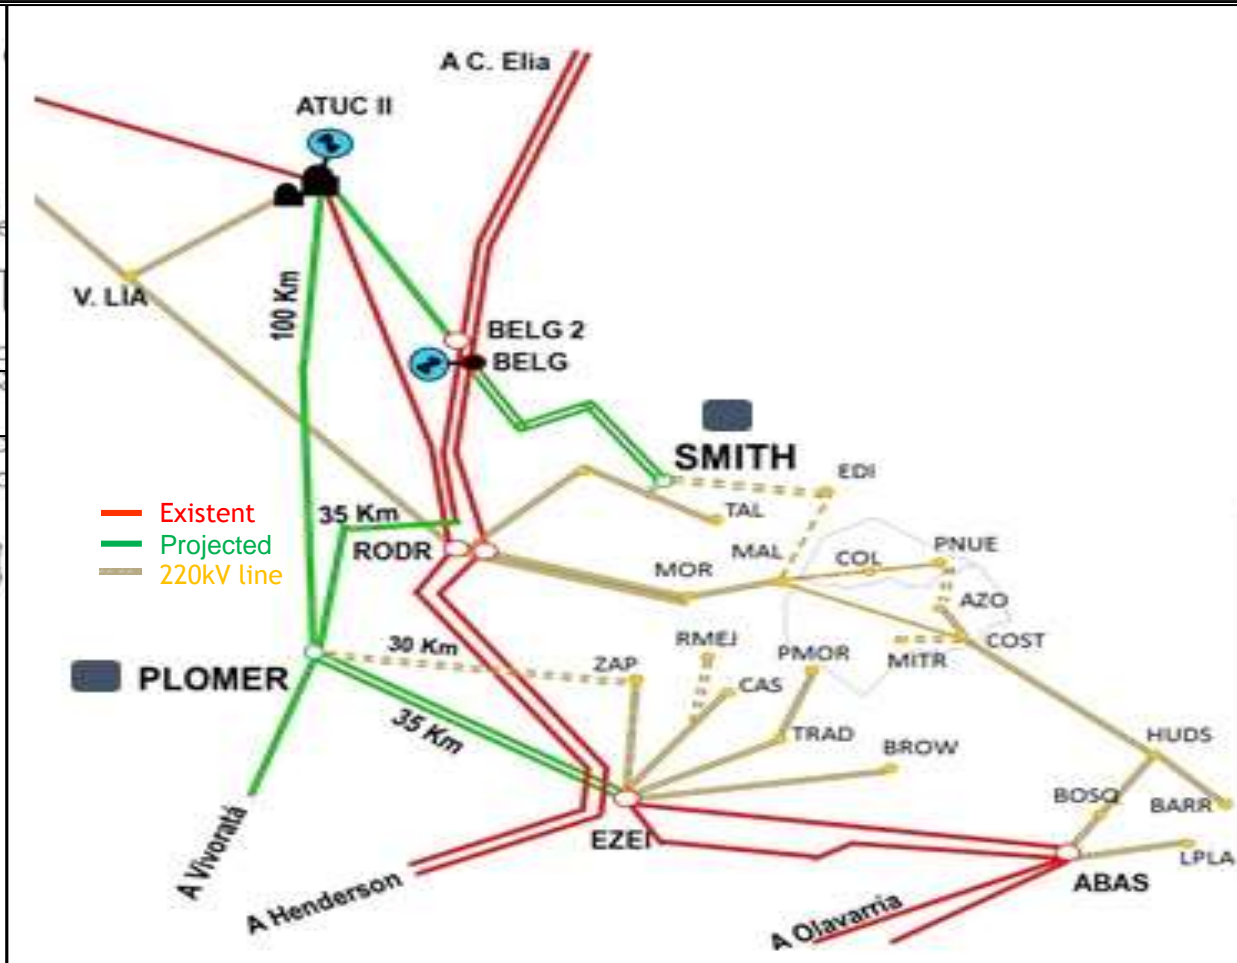 A C. Elia
ATUC II
V. LIA
100 Km
BELG 2
BELG
SMITH
EDI
TAL
Existent
Projected
220kV line
35 Km
RODR
MAL
COL
PNUE
MOR
AZO
COST
MITR
RMEJ
PMOR
30 Km
ZAP
CAS
PLOMER
35 Km
TRAD
BROW
HUDS
BOSQ
BARR
EZEI
LPLA
ABAS
A Vivoratá
A Henderson
A Olavarria